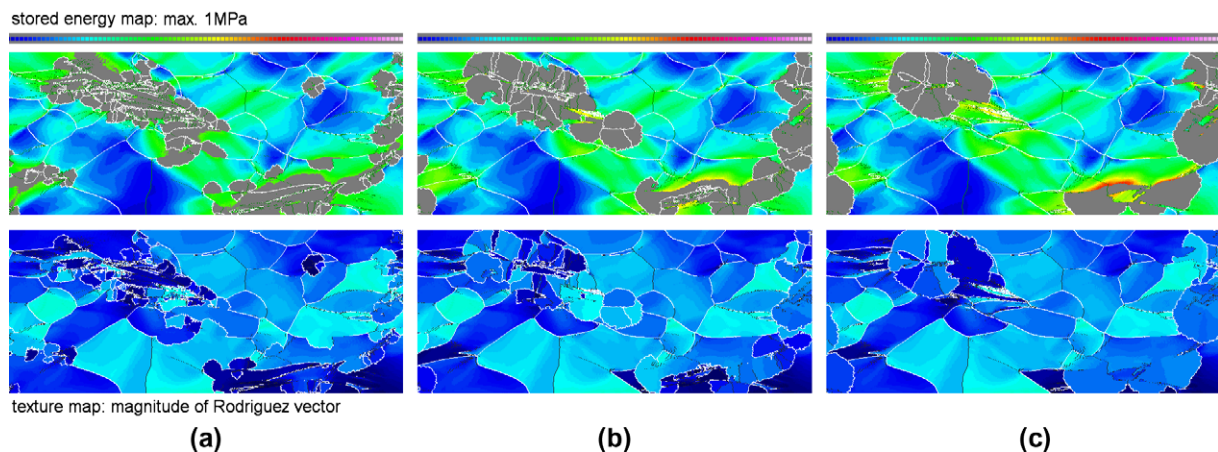 stored energy map: max. 1MPa
texture map: magnitude of Rodriguez vector
(a)
(b)
(c)